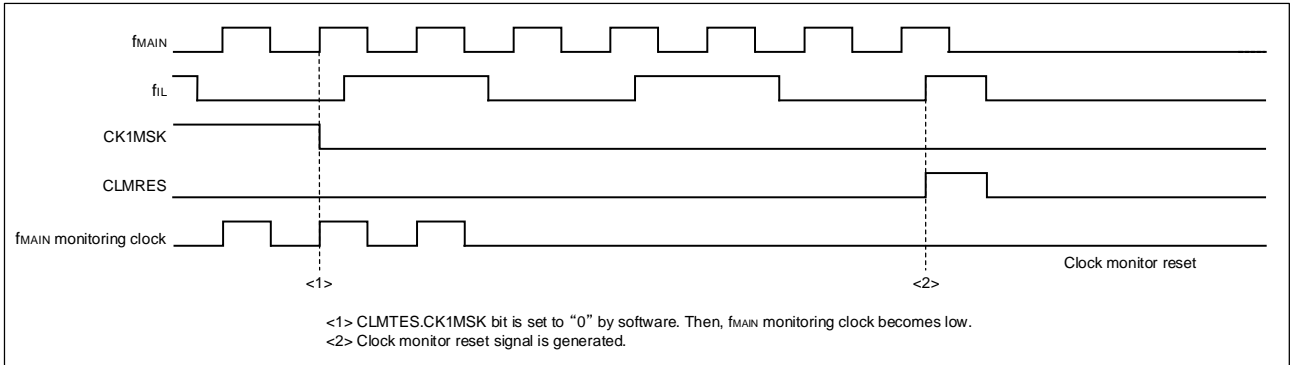 fMAIN
fIL
CK1MSK
CLMRES
fMAIN monitoring clock
Clock monitor reset
<1>
<2>
<1> CLMTES.CK1MSK bit is set to “0” by software. Then, fMAIN monitoring clock becomes low.
<2> Clock monitor reset signal is generated.